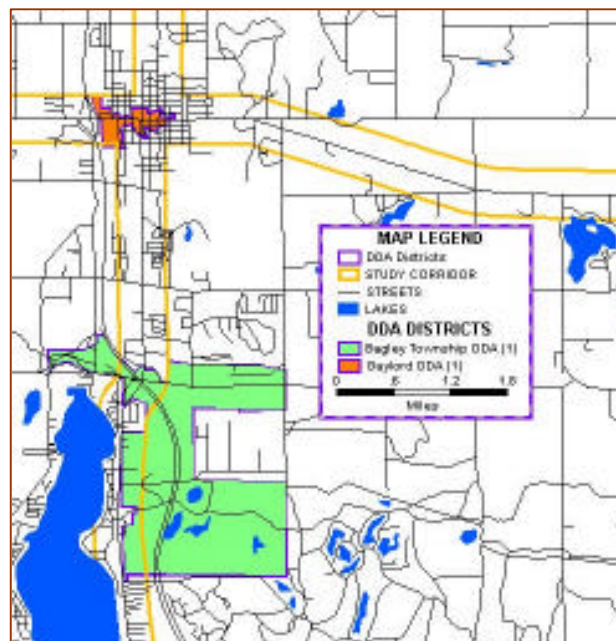 MAP LEGEND
DDA Districts
STUDY CORRIDOR
STREETS
LAKES
DDA DISTRICTS
Bagley Township DDA (1)
Gaylord DDA (1)
0 .6 1.2 1.8
Miles